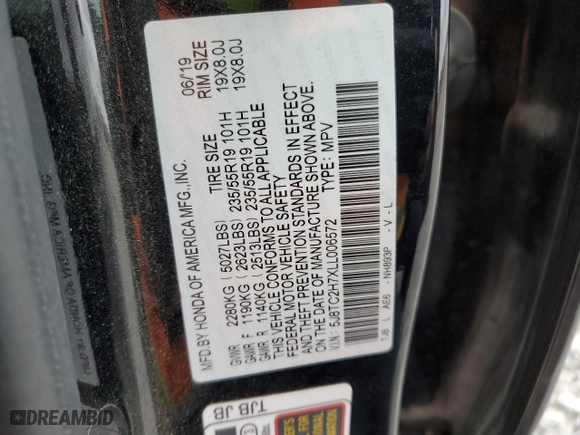 MFD.BY HONDA OF AMERICA MFG.,INC. 06/19
TIRE SIZE RIM SIZE
GVWR 2280KG (5027LBS)
GAWR F 1190KG (2623LBS) 235/55R19 101H 19X8.0J
GAWR R 1140KG (2513LBS) 235/55R19 101H 19X8.0J
THIS VEHICLE CONFORMS TO ALL APPLICABLE
FEDERAL MOTOR VEHICLE SAFETY
AND THEFT PREVENTION STANDARDS IN EFFECT
ON THE DATE OF MANUFACTURE SHOWN ABOVE.
V.I.N: 5J8TC2H7XLL006572 TYPE: MPV
TJB L AE6 - NH893P - V - L
TJB JB
DREAMBID